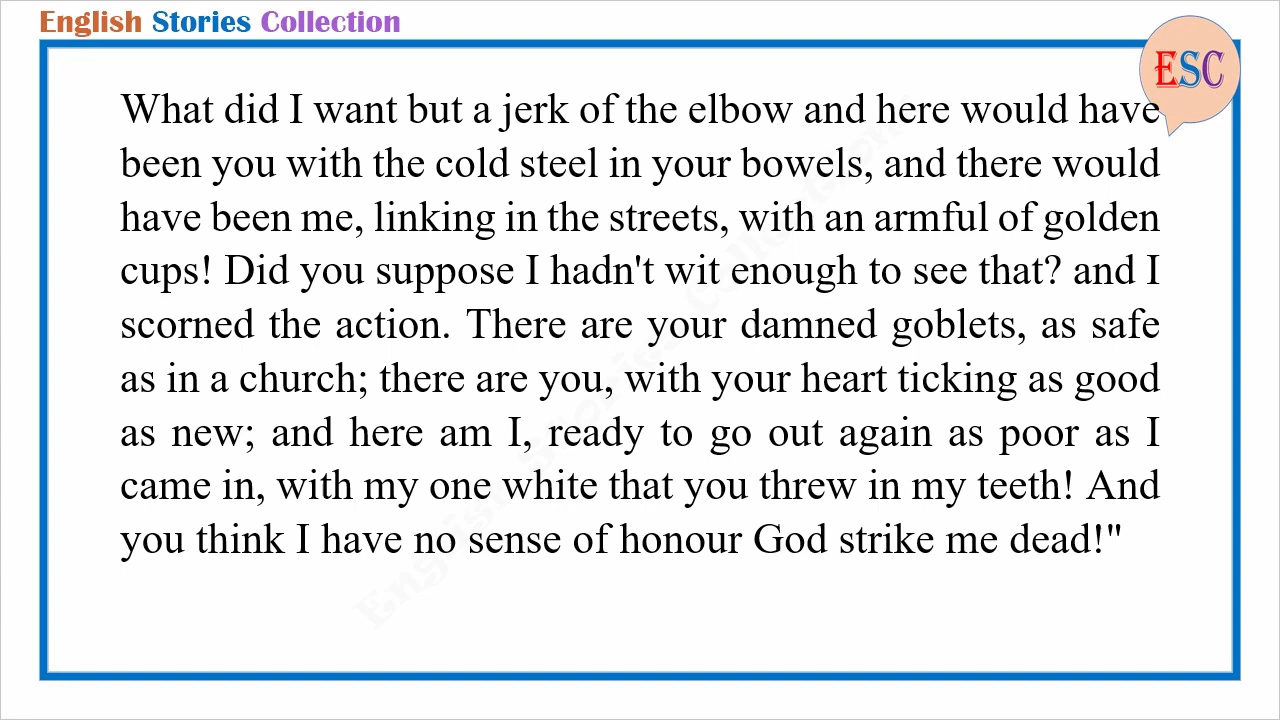 English Stories Collection
ESC
What did I want but a jerk of the elbow and here would have
been you with the cold steel in your bowels, and there would
have been me, linking in the streets, with an armful of golden
cups! Did you suppose I hadn't wit enough to see that? and I
scorned the action. There are your damned goblets, as safe
as in a church; there are you, with your heart ticking as good
as new; and here am I, ready to go out again as poor as I
came in, with my one white that you threw in my teeth! And
you think I have no sense of honour God strike me dead!"
English Stories Collection